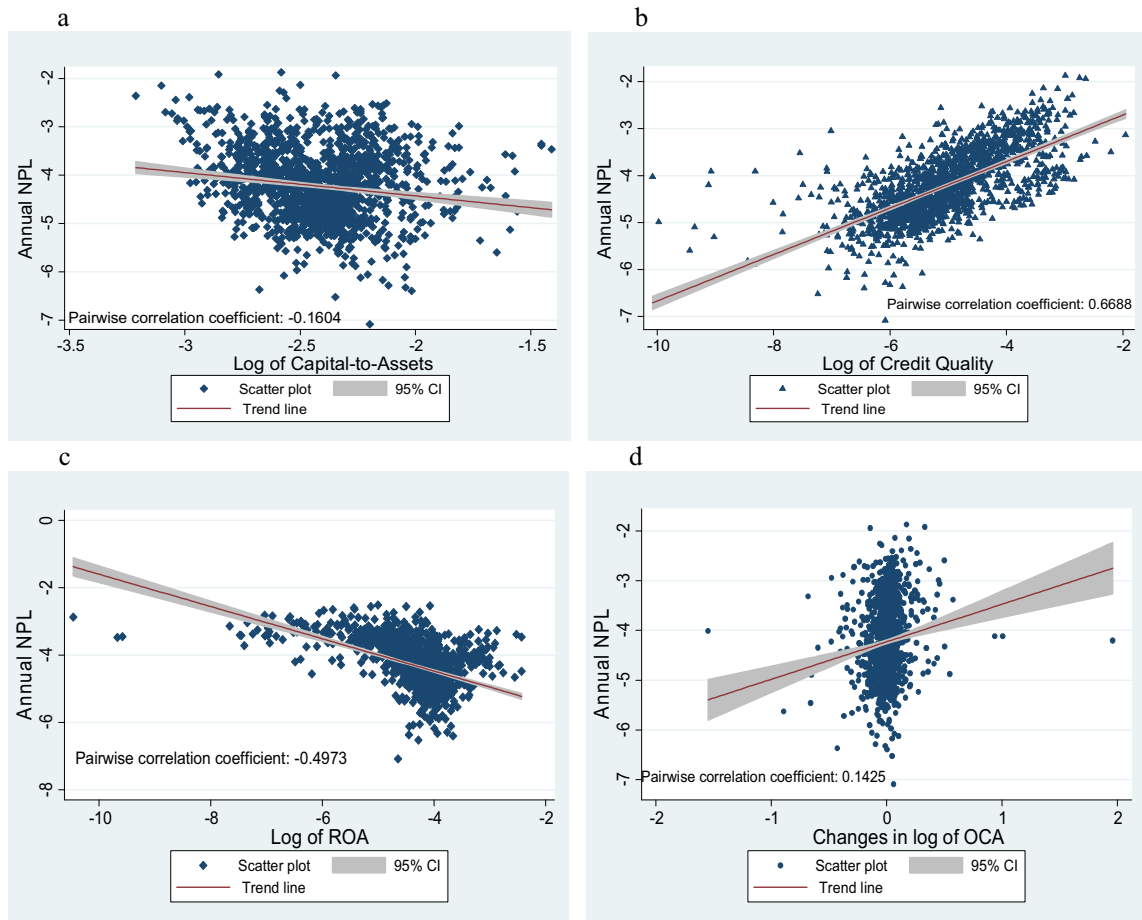 a
Annual NPL
-2
-3
-4
-5
-6
-7
Pairwise correlation coefficient: -0.1604
-3.5 -3 -2.5 -2 -1.5
Log of Capital-to-Assets
Scatter plot 95% CI
Trend line
b
Annual NPL
-2
-3
-4
-5
-6
-7
Pairwise correlation coefficient: 0.6688
-10 -8 -6 -4 -2
Log of Credit Quality
Scatter plot 95% CI
Trend line
c
Annual NPL
0
-2
-4
-6
-8
Pairwise correlation coefficient: -0.4973
-10 -8 -6 -4 -2
Log of ROA
Scatter plot 95% CI
Trend line
d
Annual NPL
-2
-3
-4
-5
-6
-7
Pairwise correlation coefficient: 0.1425
-2 -1 0 1 2
Changes in log of OCA
Scatter plot 95% CI
Trend line